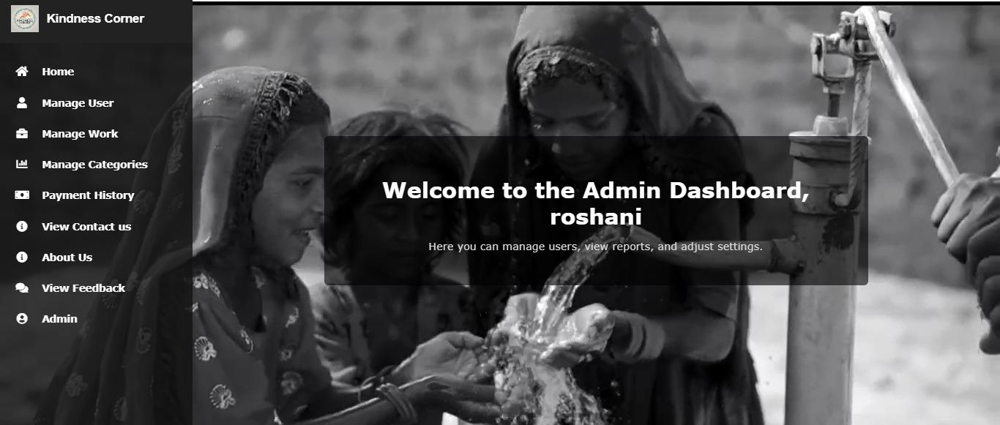 Kindness Corner
Home
Manage User
Manage Work
Manage Categories
Payment History
View Contact us
About Us
View Feedback
Admin
Welcome to the Admin Dashboard,
roshani
Here you can manage users, view reports, and adjust settings.